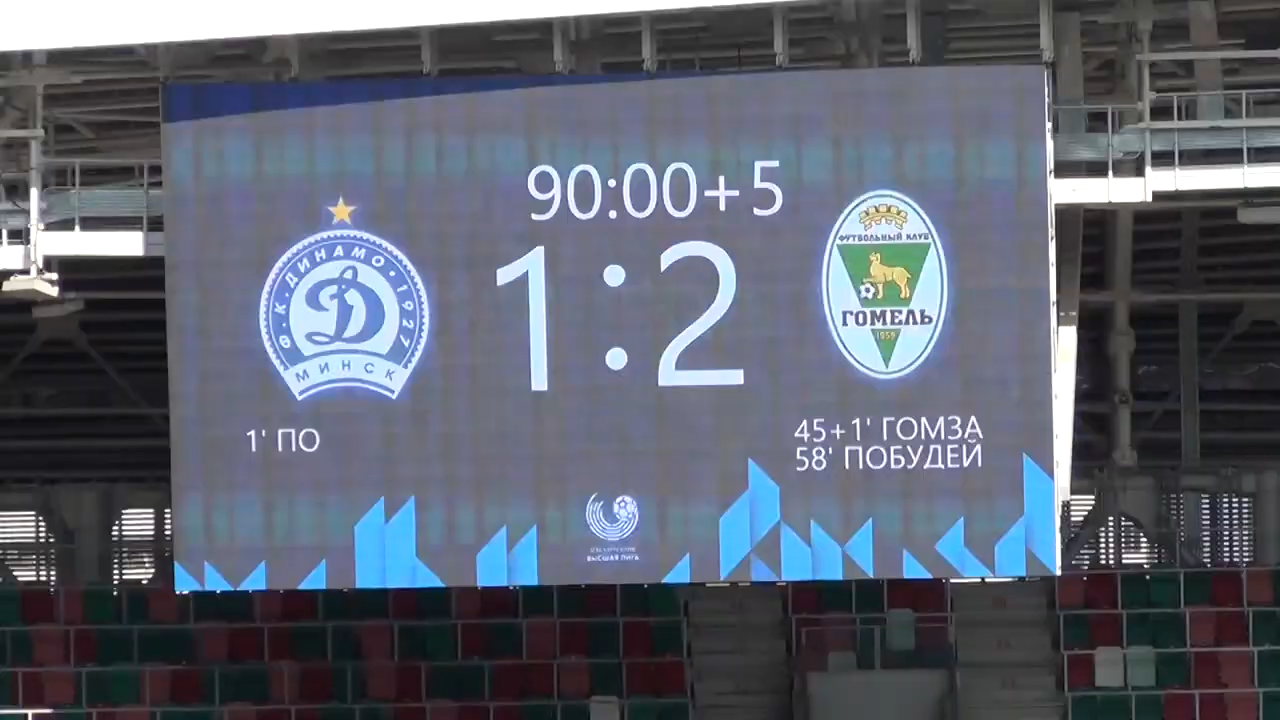 90:00+5
1:2
Ф.К.ДИНАМО•1927
МИНСК
ФУТБОЛЬНЫЙ КЛУБ
ГОМЕЛЬ
1959
1' ПО
45+1' ГОМЗА
58' ПОБУДЕЙ
ВЫСШАЯ ЛИГА